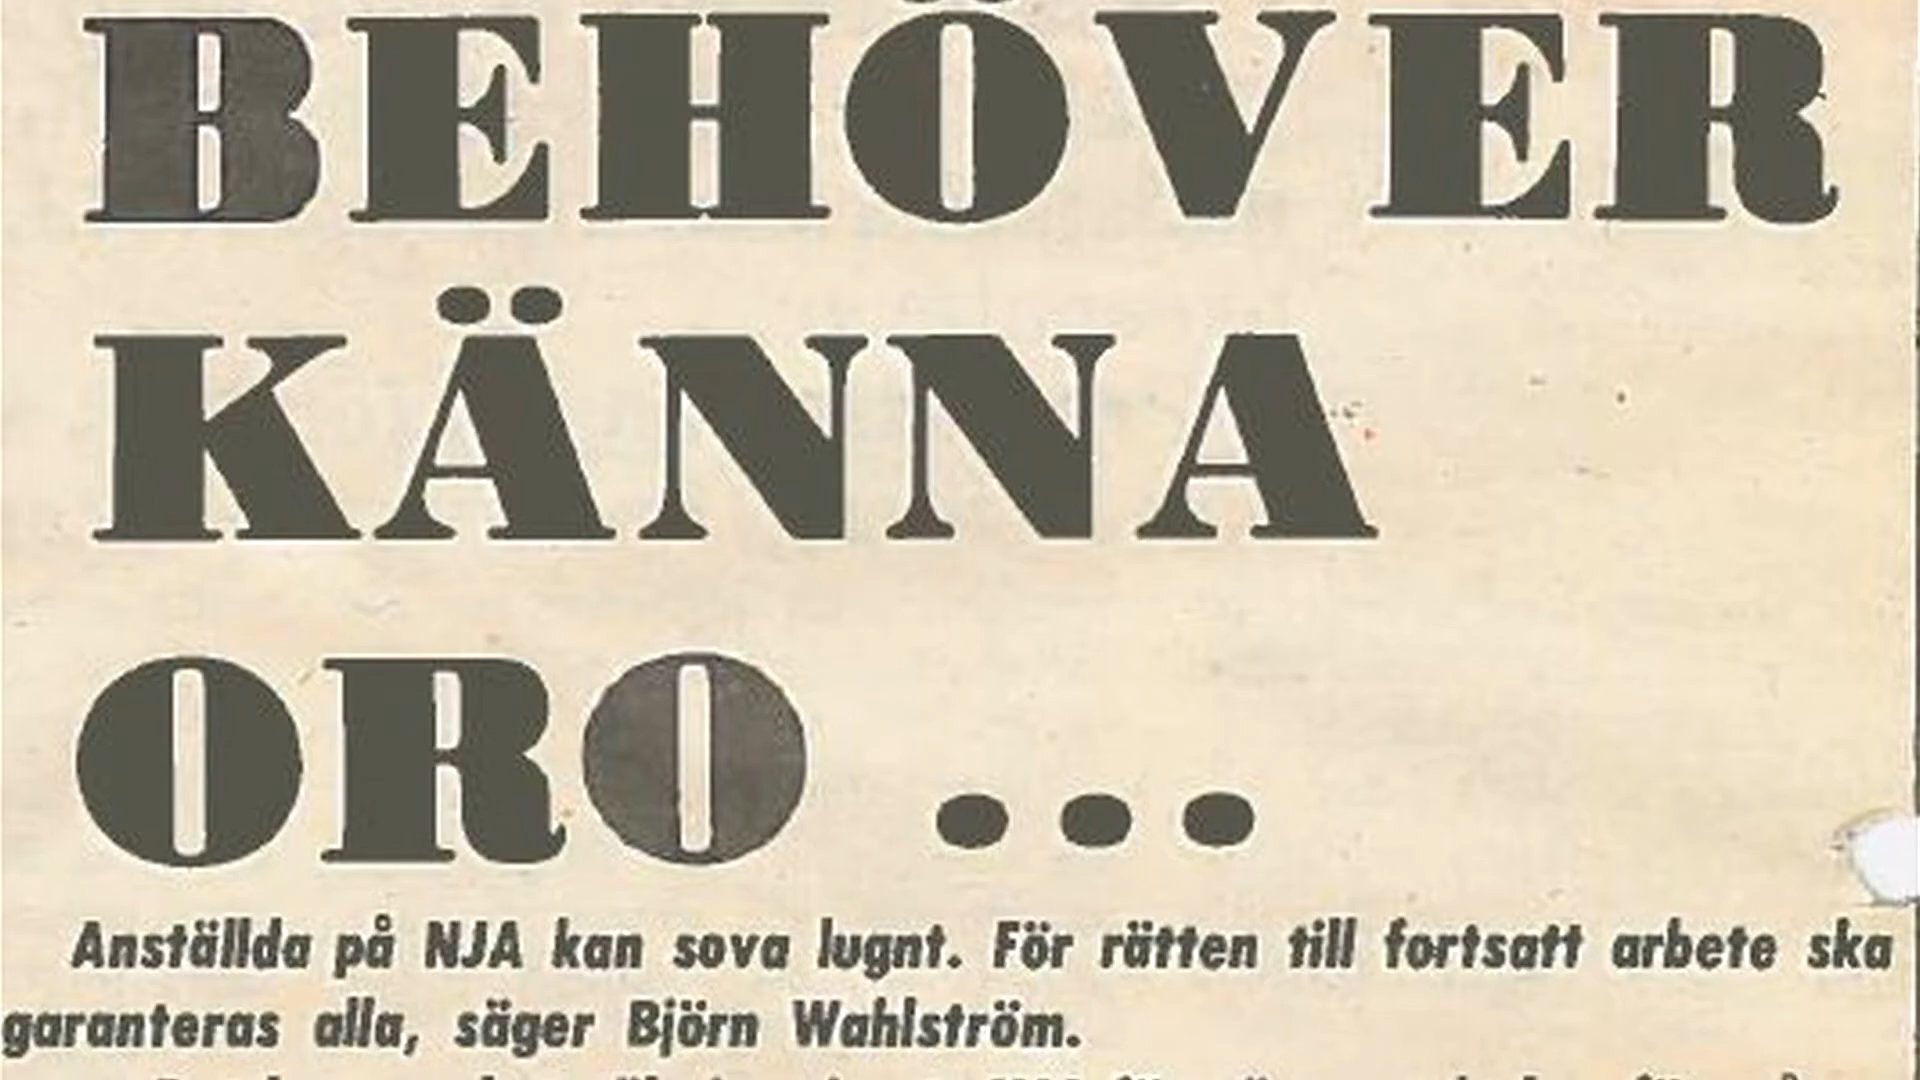 BEHÖVER
KÄNNA
ORO ...
Anställda på NJA kan sova lugnt. För rätten till fortsatt arbete ska
garanteras alla, säger Björn Wahlström.